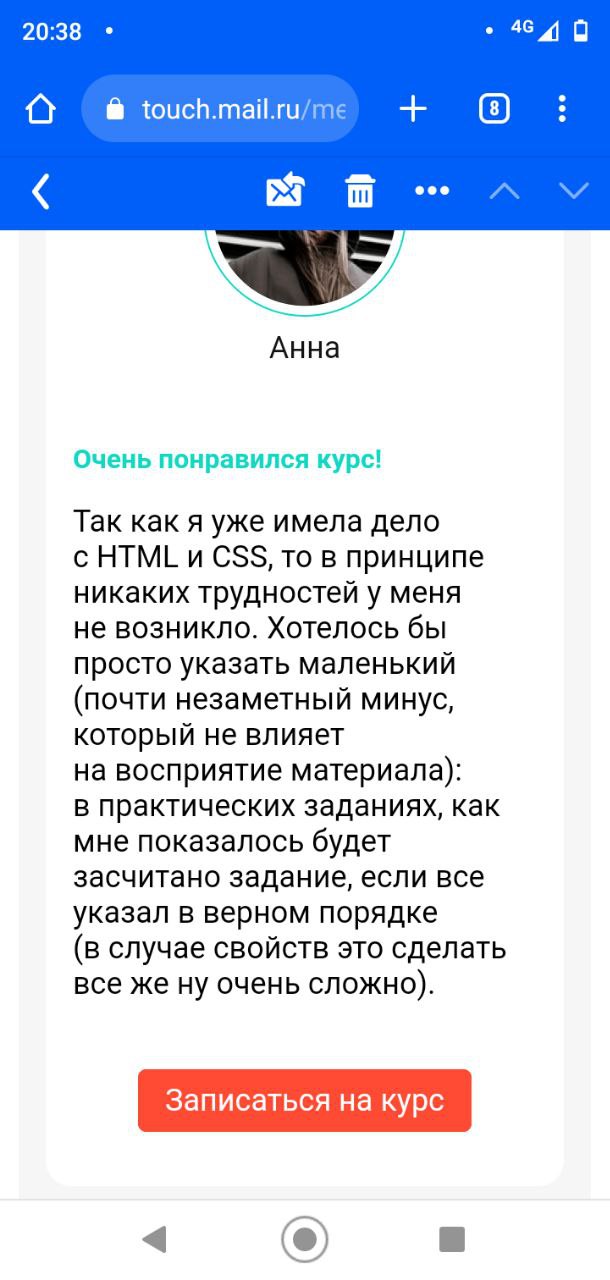 20:38
4G
touch.mail.ru/me
8
Анна
Очень понравился курс!
Так как я уже имела дело
с HTML и CSS, то в принципе
никаких трудностей у меня
не возникло. Хотелось бы
просто указать маленький
(почти незаметный минус,
который не влияет
на восприятие материала):
в практических заданиях, как
мне показалось будет
засчитано задание, если все
указал в верном порядке
(в случае свойств это сделать
все же ну очень сложно).
Записаться на курс